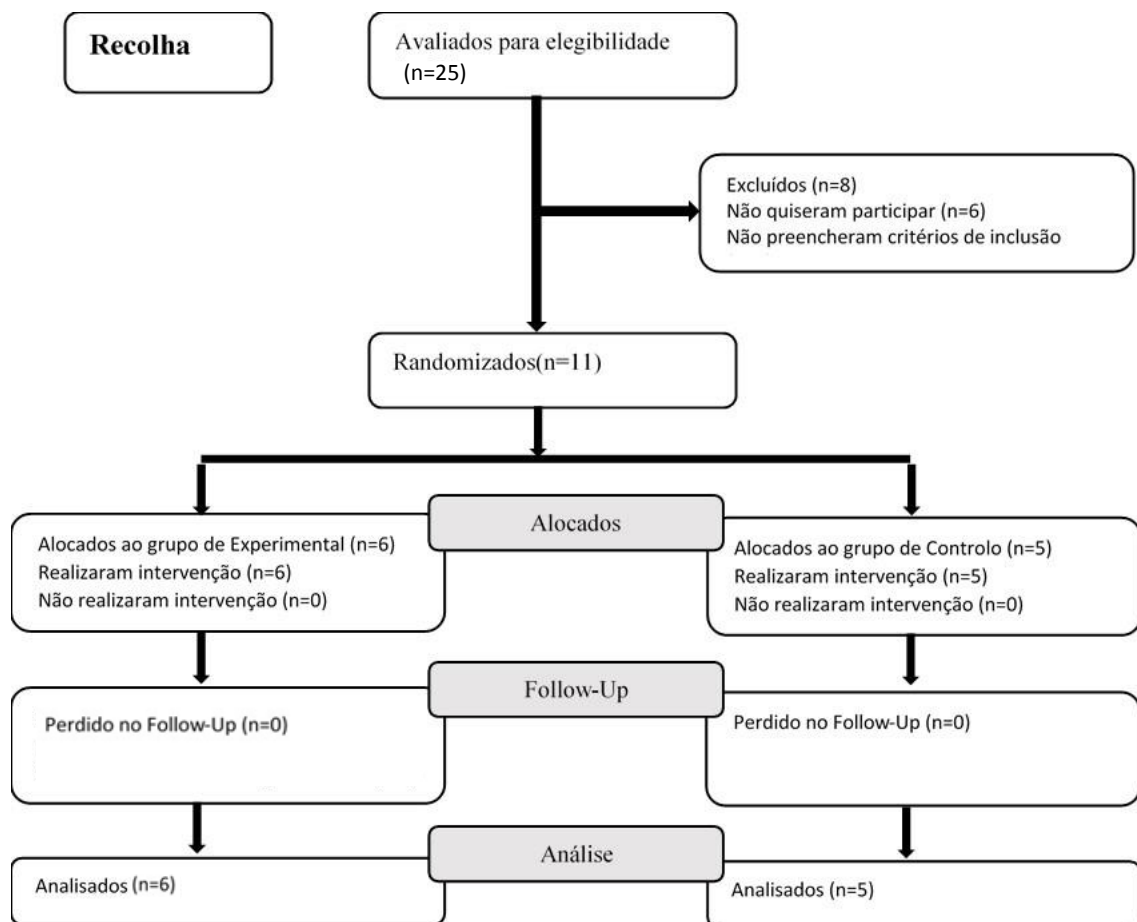 Recolha
Avaliados para elegibilidade
(n=25)
Excluídos (n=8)
Não quiseram participar (n=6)
Não preencheram critérios de inclusão
Randomizados(n=11)
Alocados
Alocados ao grupo de Experimental (n=6)
Realizaram intervenção (n=6)
Não realizaram intervenção (n=0)
Alocados ao grupo de Controlo (n=5)
Realizaram intervenção (n=5)
Não realizaram intervenção (n=0)
Follow-Up
Perdido no Follow-Up (n=0)
Perdido no Follow-Up (n=0)
Análise
Analisados (n=6)
Analisados (n=5)